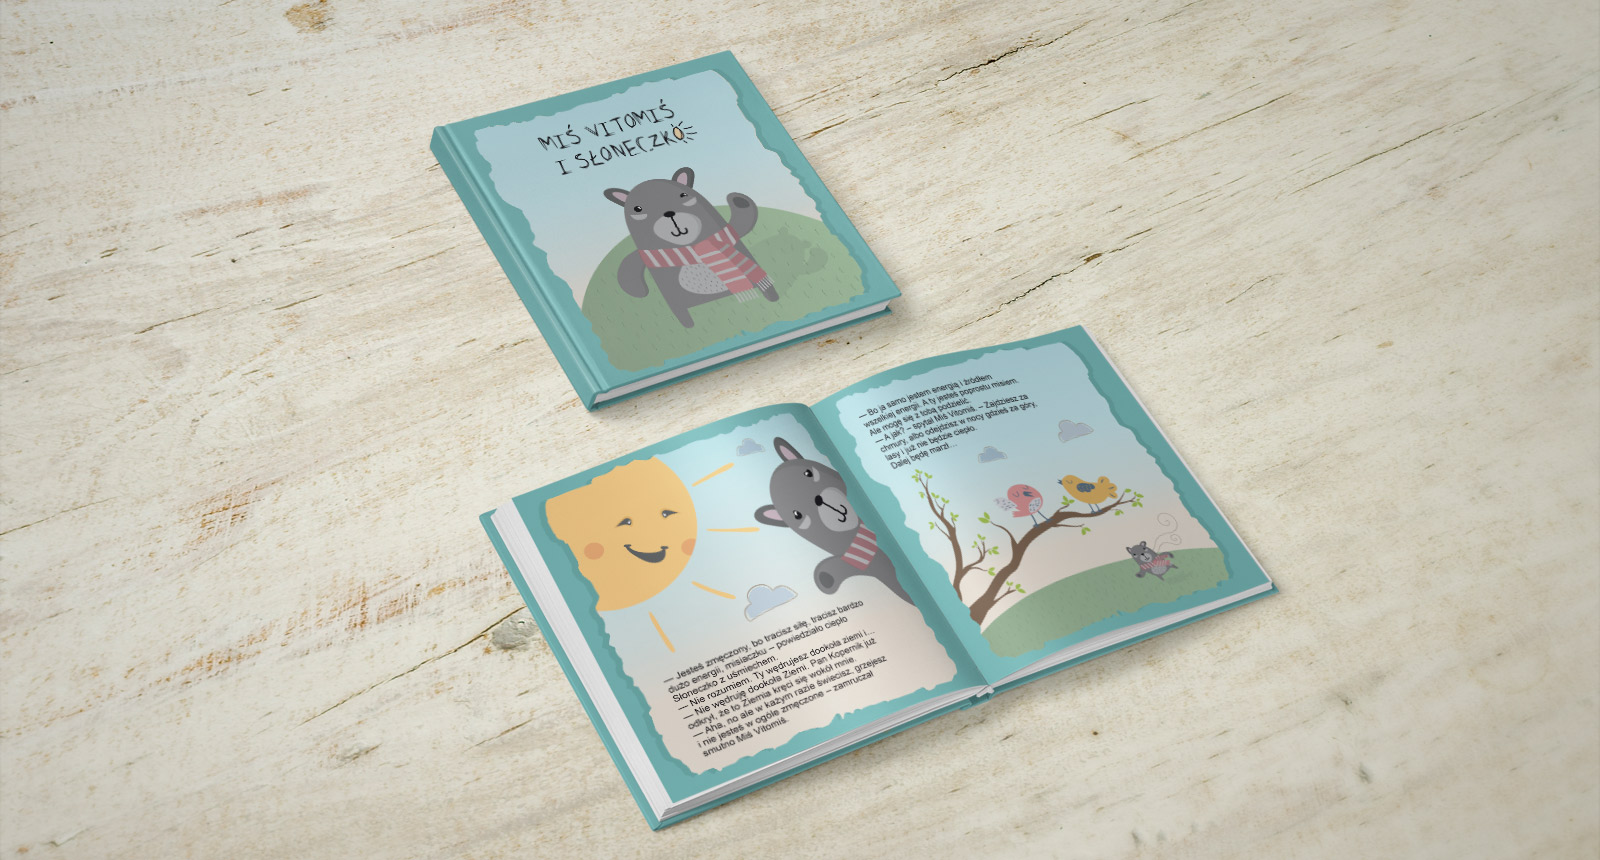 MIŚ VITOMIŚ
I SŁONECZKO
— Jesteś zmęczony, bo tracisz siłę, tracisz bardzo
dużo energii, misiaczku – powiedziało ciepło
Słoneczko z uśmiechem.
— Nie rozumiem. Ty wędrujesz dookoła ziemi i...
— Nie wędruję dookoła Ziemi. Pan Kopernik już
odkrył, że to Ziemia kręci się wokół mnie.
— Aha, no ale w każym razie świecisz, grzejesz
i nie jesteś w ogóle zmęczone – zamruczał
smutno Miś Vitomiś.
— Bo ja samo jestem energią i źródłem
wszelkiej energii. A ty jesteś poprostu misiem.
Ale mogę się z tobą podzielić.
— A jak? – spytał Miś Vitomiś. – Zajdziesz za
chmury, albo odejdzisz w nocy gdzieś za góry,
lasy i już nie będzie ciepło.
Dalej będę marzł...